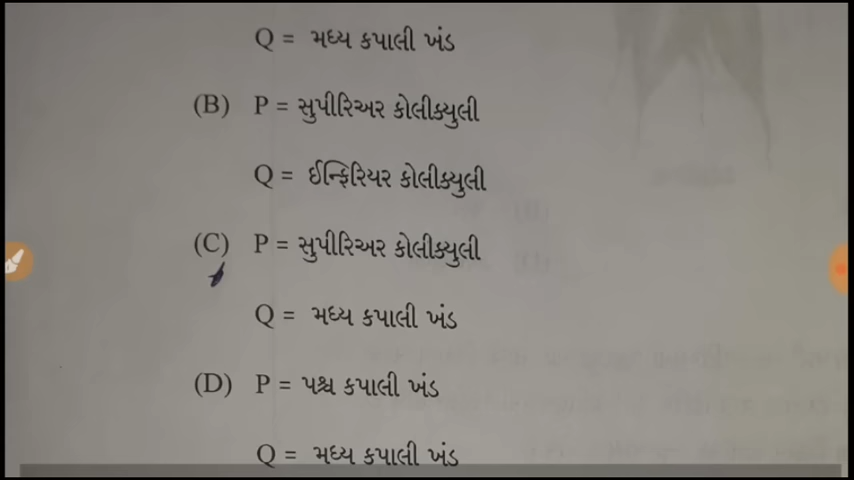 Q = મધ્ય કપાલી ખંડ
(B) P = સુપીરિઅર કોલીક્યુલી
Q = ઈન્ફિરિયર કોલીક્યુલી
(C) P = સુપીરિઅર કોલીક્યુલી
Q = મધ્ય કપાલી ખંડ
(D) P = પશ્ચ કપાલી ખંડ
Q = મધ્ય કપાલી ખંડ